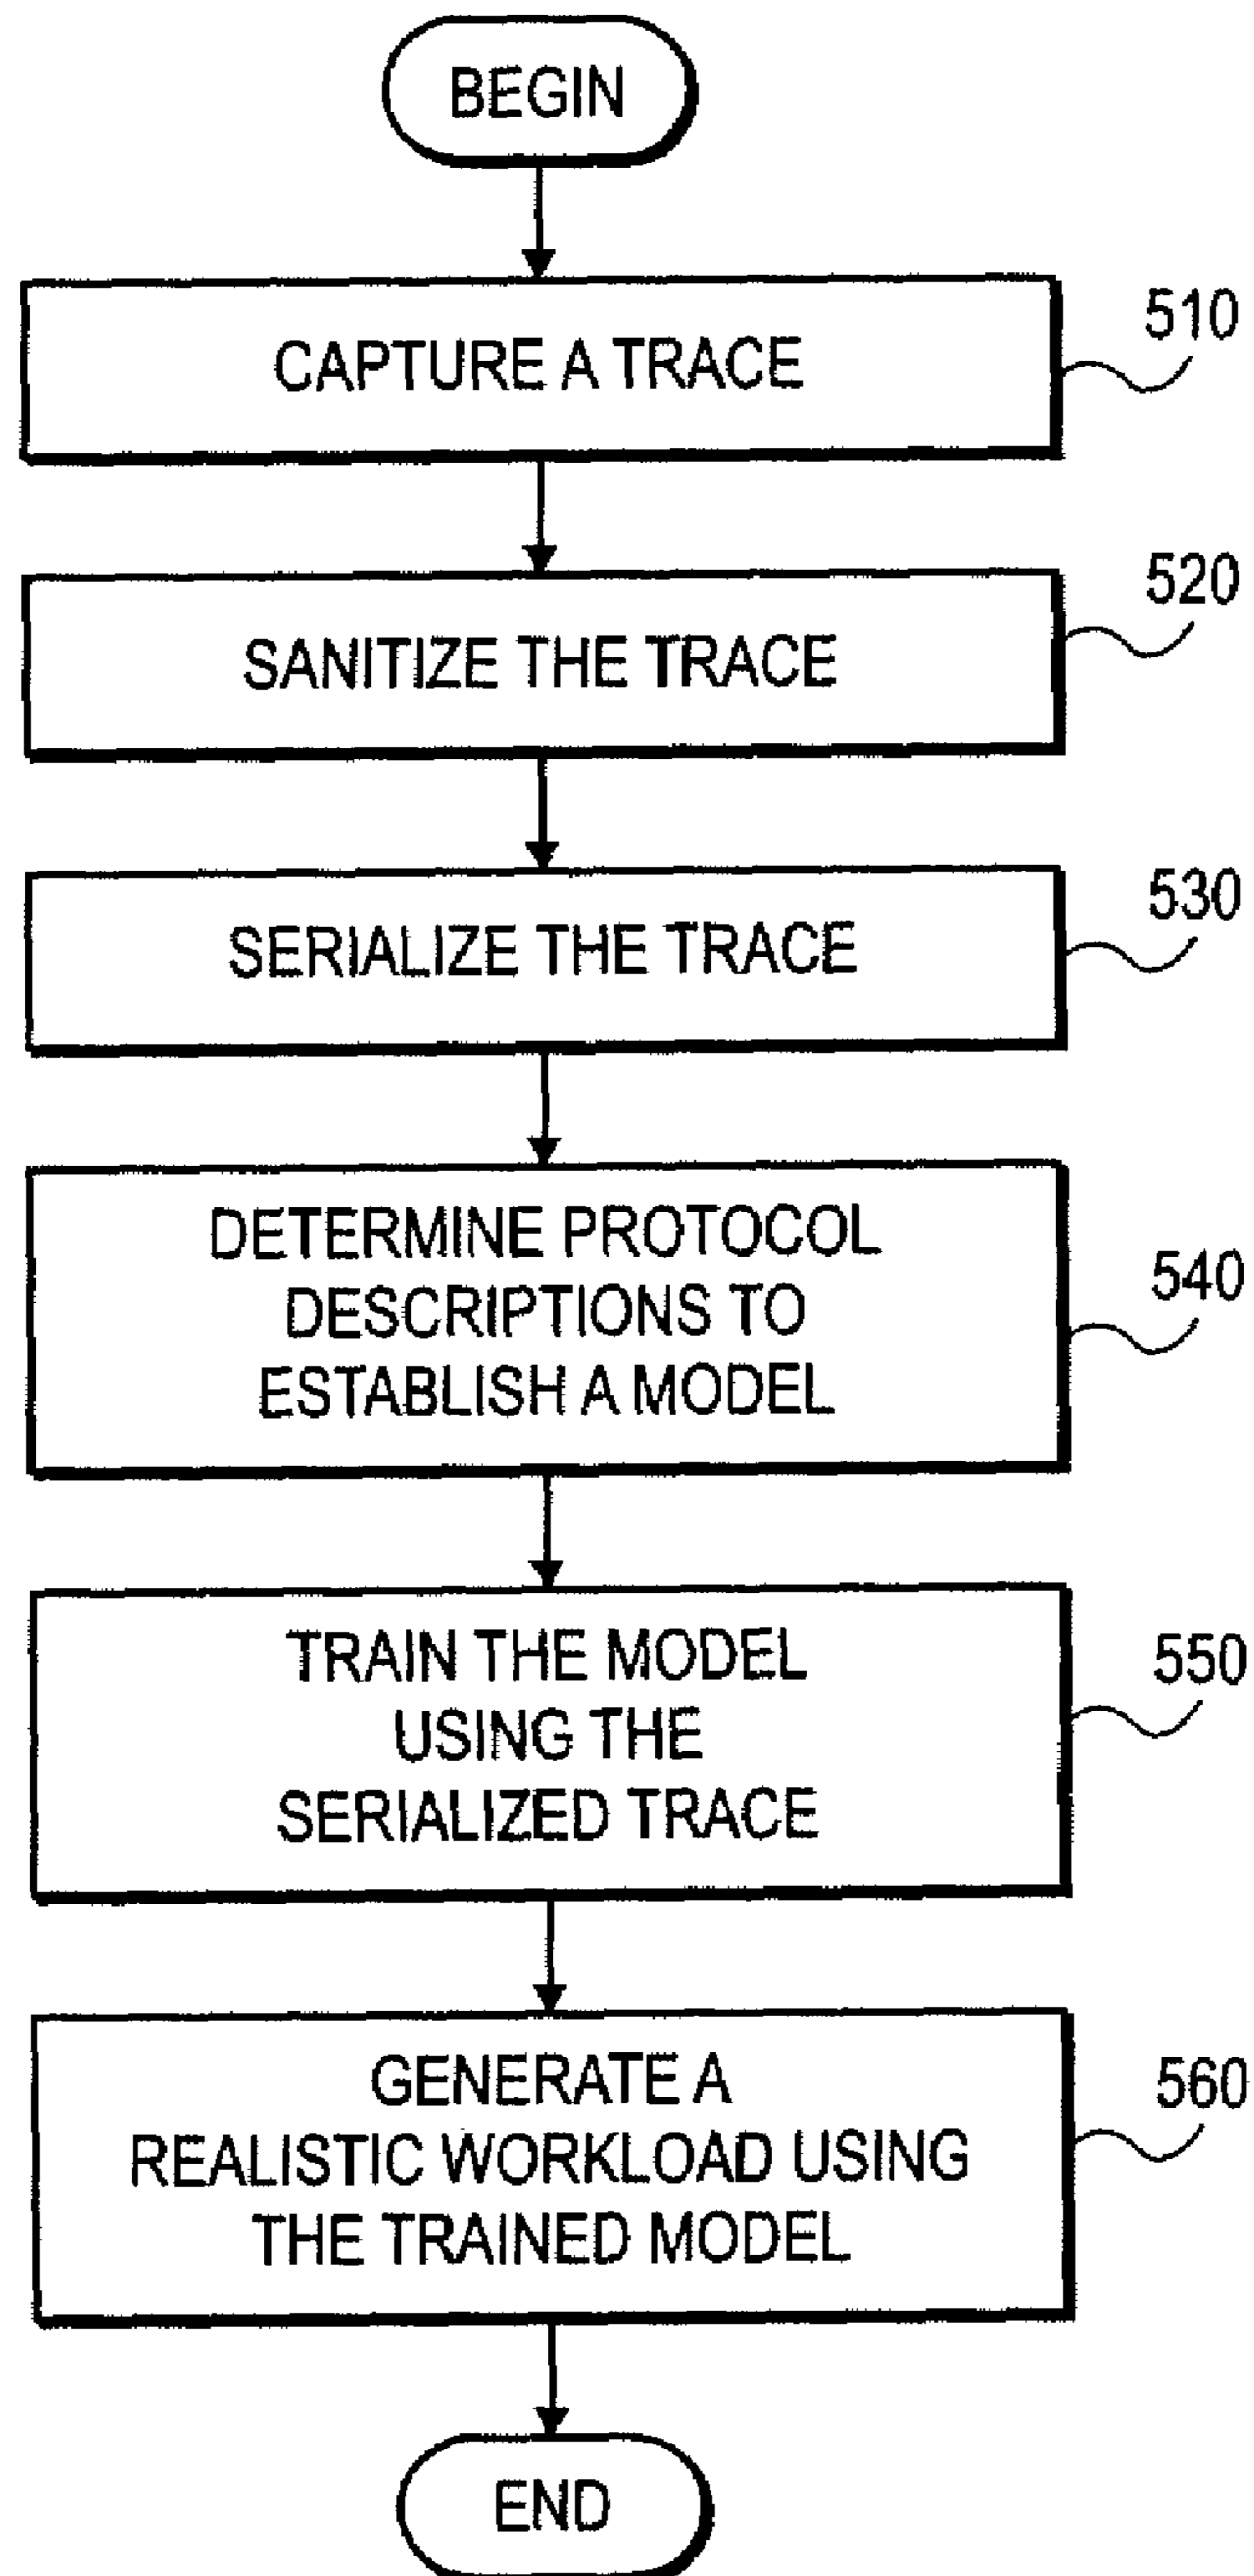 BEGIN
CAPTURE A TRACE
510
SANITIZE THE TRACE
520
SERIALIZE THE TRACE
530
DETERMINE PROTOCOL
DESCRIPTIONS TO
ESTABLISH A MODEL
540
TRAIN THE MODEL
USING THE
SERIALIZED TRACE
550
GENERATE A
REALISTIC WORKLOAD USING
THE TRAINED MODEL
560
END